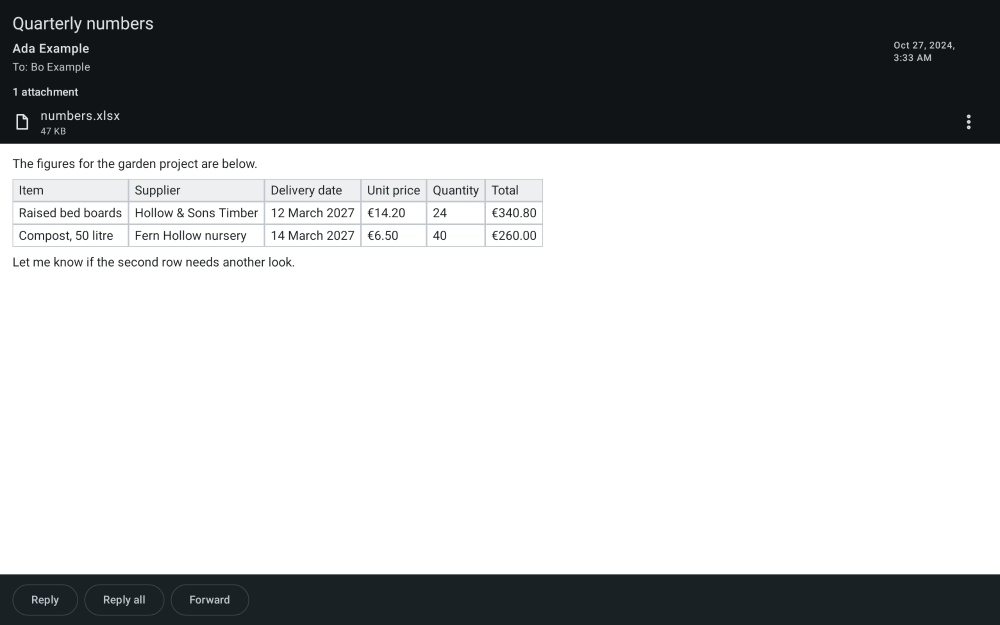 Quarterly numbers
Ada Example
To: Bo Example
Oct 27, 2024,
3:33 AM
1 attachment
numbers.xlsx
47 KB
The figures for the garden project are below.
Item Supplier Delivery date Unit price Quantity Total
Raised bed boards Hollow & Sons Timber 12 March 2027 €14.20 24 €340.80
Compost, 50 litre Fern Hollow nursery 14 March 2027 €6.50 40 €260.00
Let me know if the second row needs another look.
Reply Reply all Forward